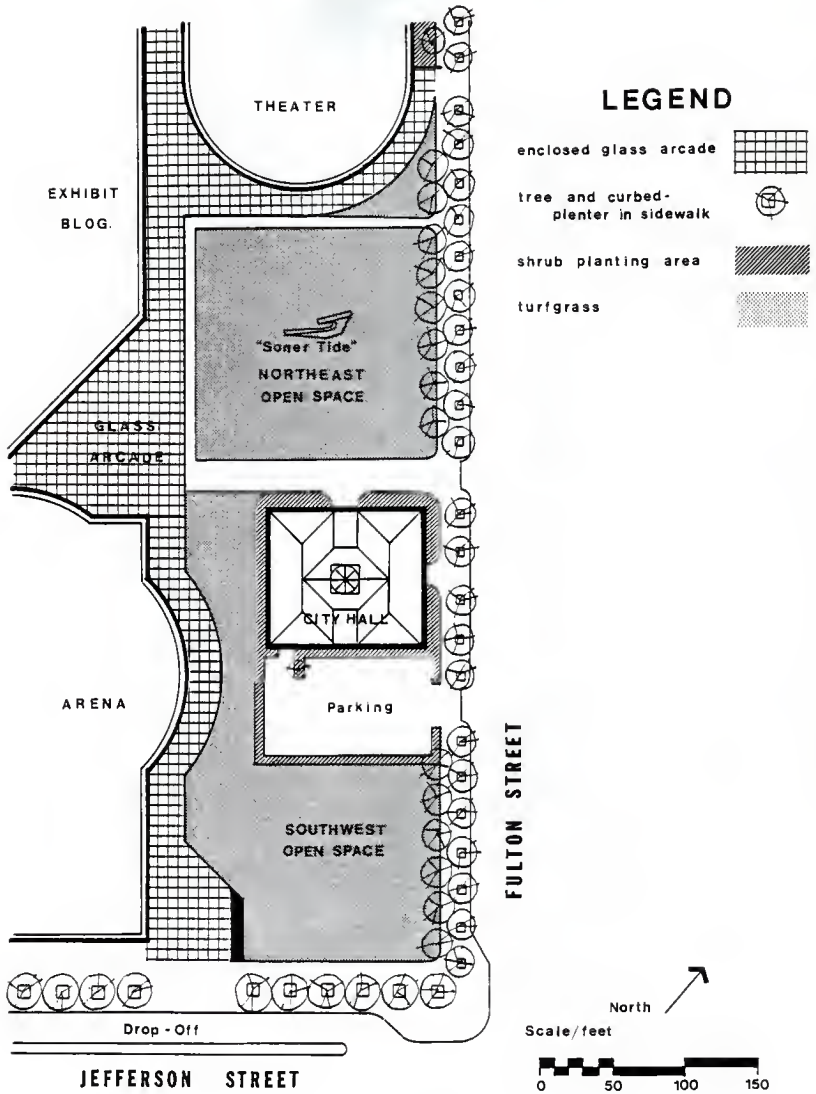 THEATER
EXHIBIT
BLDG.
"Soner Tide"
NORTHEAST
OPEN SPACE
GLASS
ARCADE
CITY HALL
ARENA
Parking
SOUTHWEST
OPEN SPACE
FULTON STREET
Drop-Off
JEFFERSON STREET
LEGEND
enclosed glass arcade
tree and curbed-
plenter in sidewalk
shrub planting area
turfgrass
North
Scale/feet
0 50 100 150